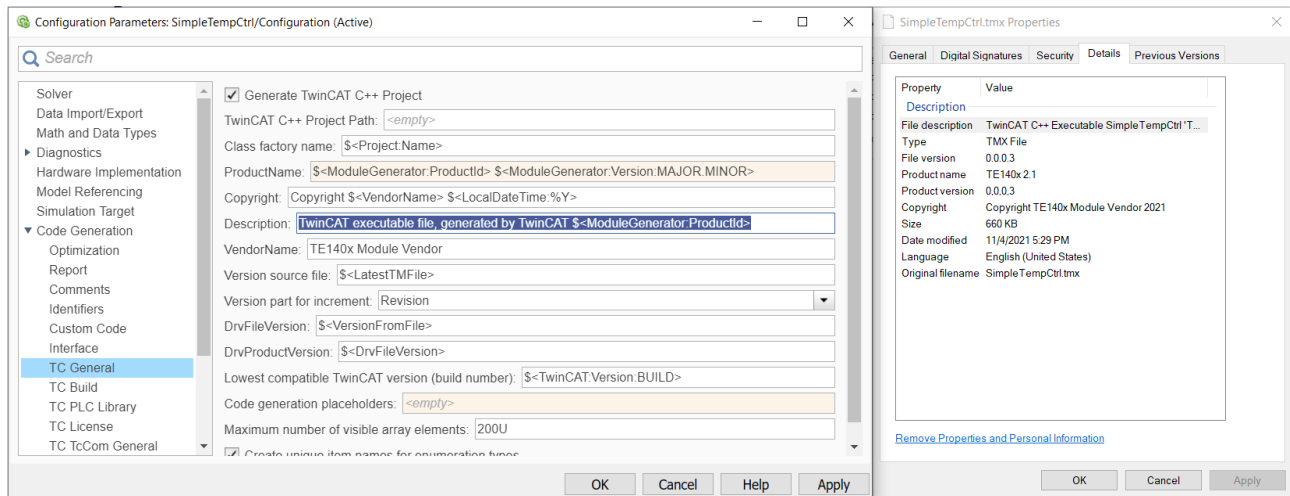 Configuration Parameters: SimpleTempCtrl/Configuration (Active)
Search
Solver
Data Import/Export
Math and Data Types
Diagnostics
Hardware Implementation
Model Referencing
Simulation Target
Code Generation
Optimization
Report
Comments
Identifiers
Custom Code
Interface
TC General
TC Build
TC PLC Library
TC License
TC TcCom General
Generate TwinCAT C++ Project
TwinCAT C++ Project Path: <empty>
Class factory name: $<Project:Name>
ProductName: $<ModuleGenerator:ProductId> $<ModuleGenerator:Version:MAJOR.MINOR>
Copyright: Copyright $<VendorName> $<LocalDateTime:%Y>
Description: TwinCAT executable file, generated by TwinCAT $<ModuleGenerator:ProductId>
VendorName: TE140x Module Vendor
Version source file: $<LatestTMFile>
Version part for increment: Revision
DrvFileVersion: $<VersionFromFile>
DrvProductVersion: $<DrvFileVersion>
Lowest compatible TwinCAT version (build number): $<TwinCAT:Version:BUILD>
Code generation placeholders: <empty>
Maximum number of visible array elements: 200U
Create unique item names for enumeration types
OK Cancel Help Apply
SimpleTempCtrl.tmx Properties
General Digital Signatures Security Details Previous Versions
Property Value
Description
File description TwinCAT C++ Executable SimpleTempCtrl 'T...
Type TMX File
File version 0.0.0.3
Product name TE140x 2.1
Product version 0.0.0.3
Copyright Copyright TE140x Module Vendor 2021
Size 660 KB
Date modified 11/4/2021 5:29 PM
Language English (United States)
Original filename SimpleTempCtrl.tmx
Remove Properties and Personal Information
OK Cancel Apply